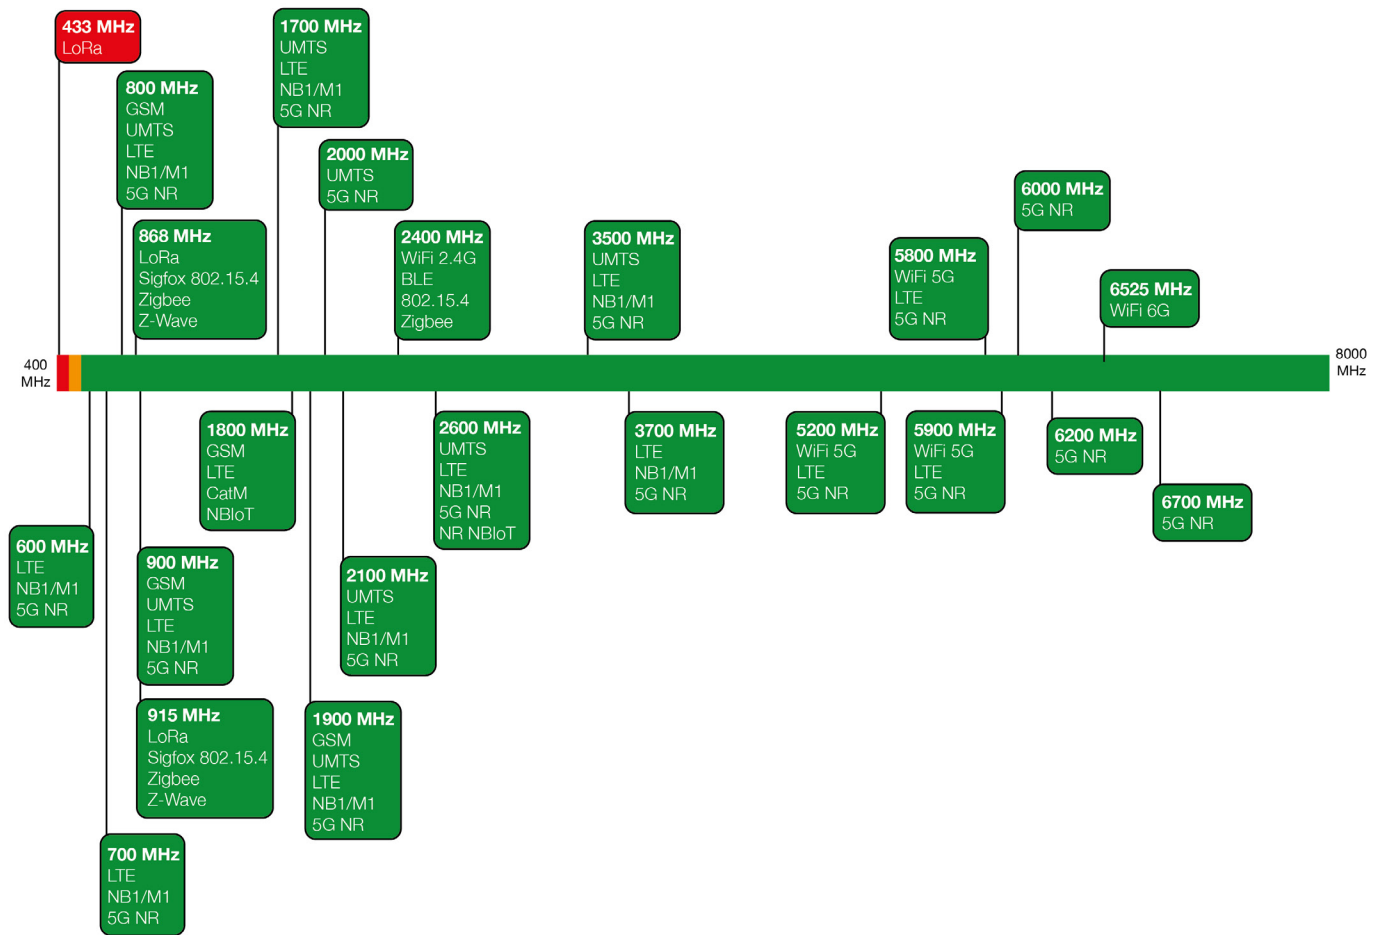 433 MHz
LoRa
1700 MHz
UMTS
LTE
NB1/M1
5G NR
800 MHz
GSM
UMTS
LTE
NB1/M1
5G NR
2000 MHz
UMTS
5G NR
6000 MHz
5G NR
868 MHz
LoRa
Sigfox 802.15.4
Zigbee
Z-Wave
2400 MHz
WiFi 2.4G
BLE
802.15.4
Zigbee
3500 MHz
UMTS
LTE
NB1/M1
5G NR
5800 MHz
WiFi 5G
LTE
5G NR
6525 MHz
WiFi 6G
400
MHz
8000
MHz
1800 MHz
GSM
LTE
CatM
NBIoT
2600 MHz
UMTS
LTE
NB1/M1
5G NR
NR NBIoT
3700 MHz
LTE
NB1/M1
5G NR
5200 MHz
WiFi 5G
LTE
5G NR
5900 MHz
WiFi 5G
LTE
5G NR
6200 MHz
5G NR
6700 MHz
5G NR
600 MHz
LTE
NB1/M1
5G NR
900 MHz
GSM
UMTS
LTE
NB1/M1
5G NR
2100 MHz
UMTS
LTE
NB1/M1
5G NR
915 MHz
LoRa
Sigfox 802.15.4
Zigbee
Z-Wave
1900 MHz
GSM
UMTS
LTE
NB1/M1
5G NR
700 MHz
LTE
NB1/M1
5G NR